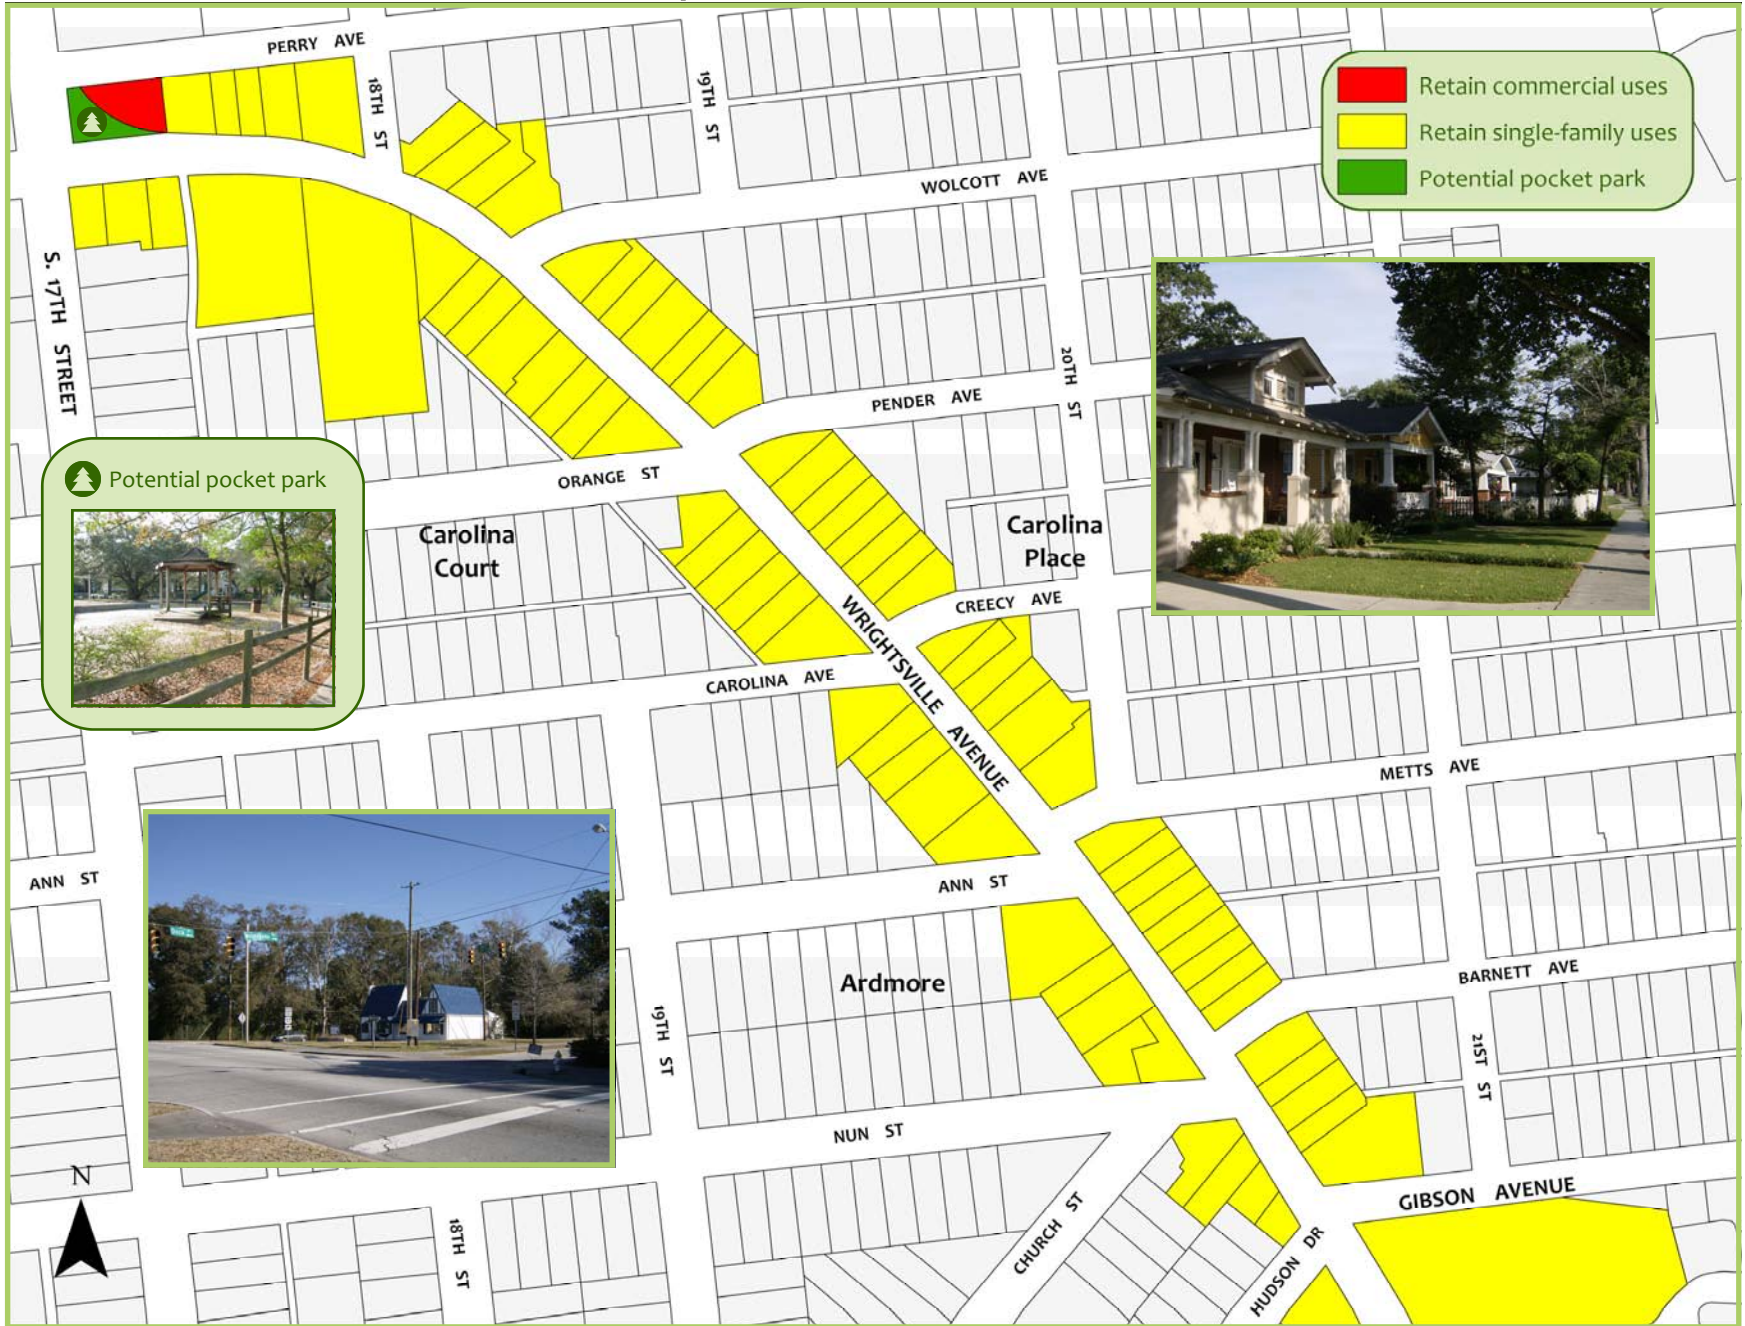 PERRY AVE
18TH ST
19TH ST
WOLCOTT AVE
Retain commercial uses
Retain single-family uses
Potential pocket park
S. 17TH STREET
20TH ST
PENDER AVE
ORANGE ST
Potential pocket park
Carolina
Court
Carolina
Place
CREECY AVE
WRIGHTSVILLE AVENUE
CAROLINA AVE
METTS AVE
ANN ST
ANN ST
BARNETT AVE
Ardmore
19TH ST
21ST ST
NUN ST
N
GIBSON AVENUE
CHURCH ST
HUDSON DR
18TH ST